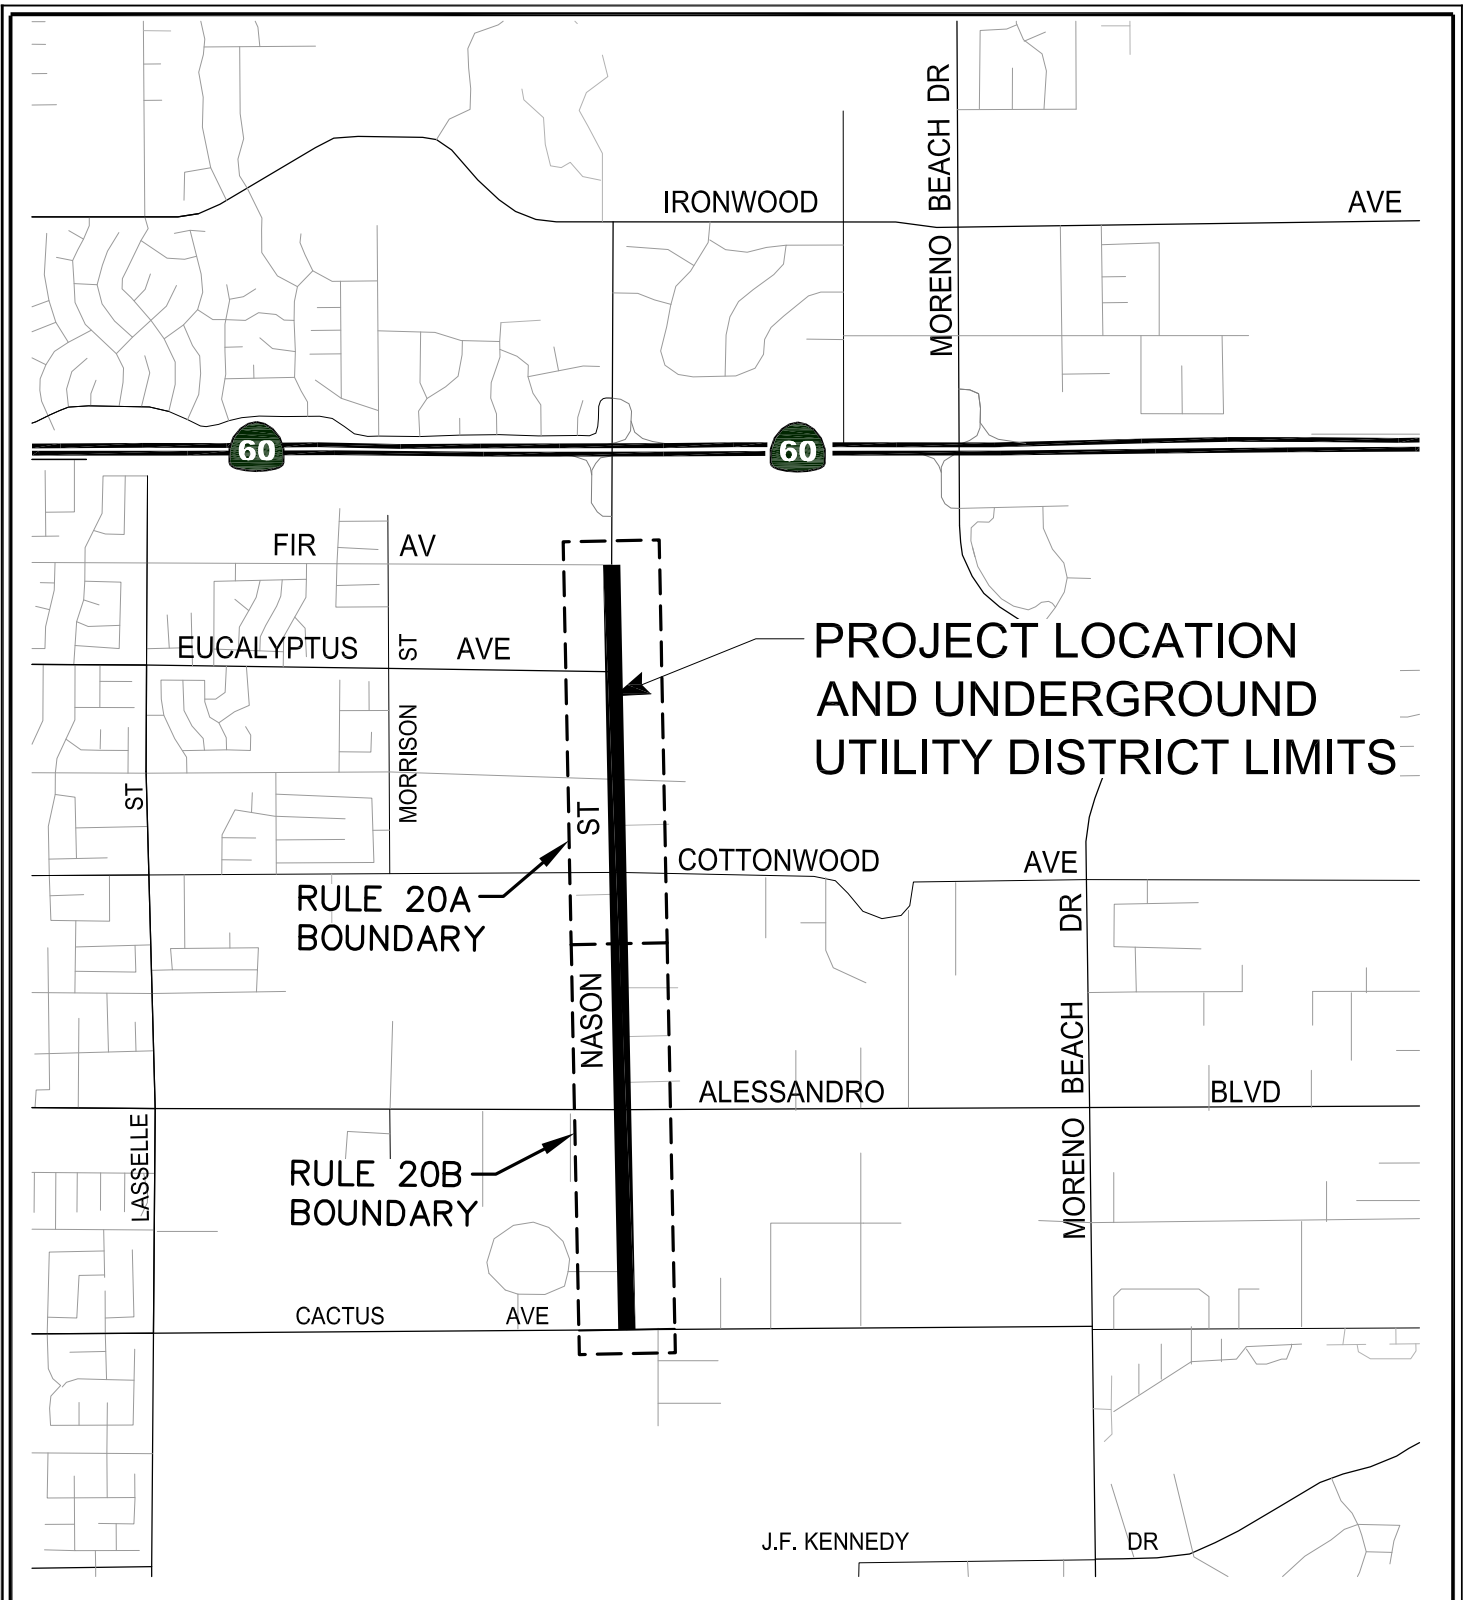 MORENO BEACH DR
IRONWOOD AVE
MORENO
60 60
FIR AV
EUCALYPTUS ST AVE
PROJECT LOCATION
AND UNDERGROUND
UTILITY DISTRICT LIMITS
MORRISON
ST
ST
COTTONWOOD AVE
RULE 20A
BOUNDARY
DR
NASON
MORENO BEACH
ALESSANDRO BLVD
LASSELLE
RULE 20B
BOUNDARY
MORENO
CACTUS AVE
J.F. KENNEDY DR